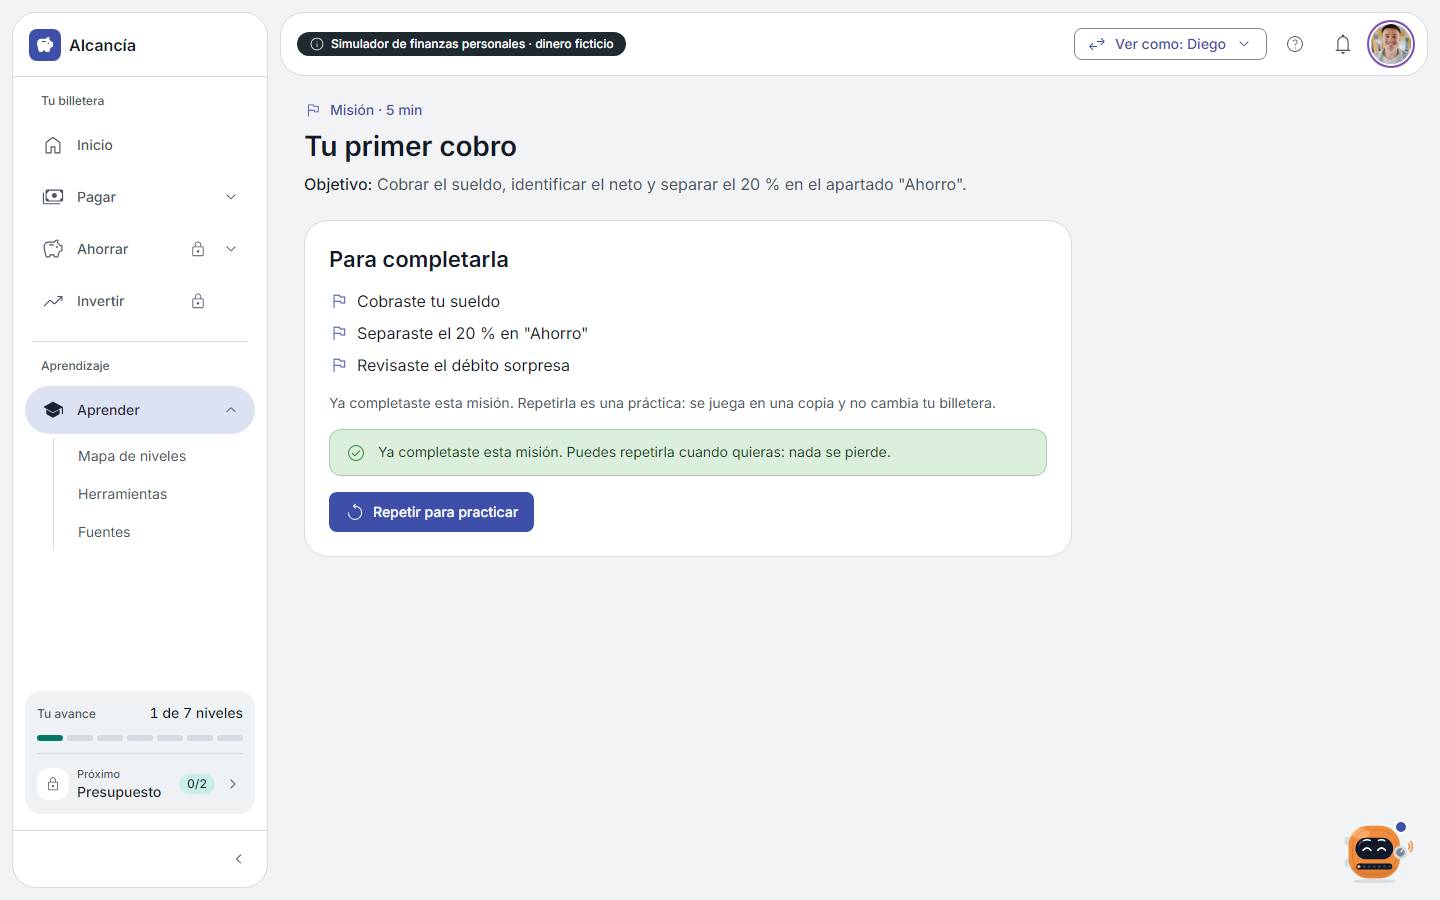 Alcancía
Tu billetera
Inicio
Pagar
Ahorrar
Invertir
Aprendizaje
Aprender
Mapa de niveles
Herramientas
Fuentes
Tu avance 1 de 7 niveles
Próximo
Presupuesto 0/2
Simulador de finanzas personales · dinero ficticio
Ver como: Diego
Misión · 5 min
Tu primer cobro
Objetivo: Cobrar el sueldo, identificar el neto y separar el 20 % en el apartado "Ahorro".
Para completarla
Cobraste tu sueldo
Separaste el 20 % en "Ahorro"
Revisaste el débito sorpresa
Ya completaste esta misión. Repetirla es una práctica: se juega en una copia y no cambia tu billetera.
Ya completaste esta misión. Puedes repetirla cuando quieras: nada se pierde.
Repetir para practicar